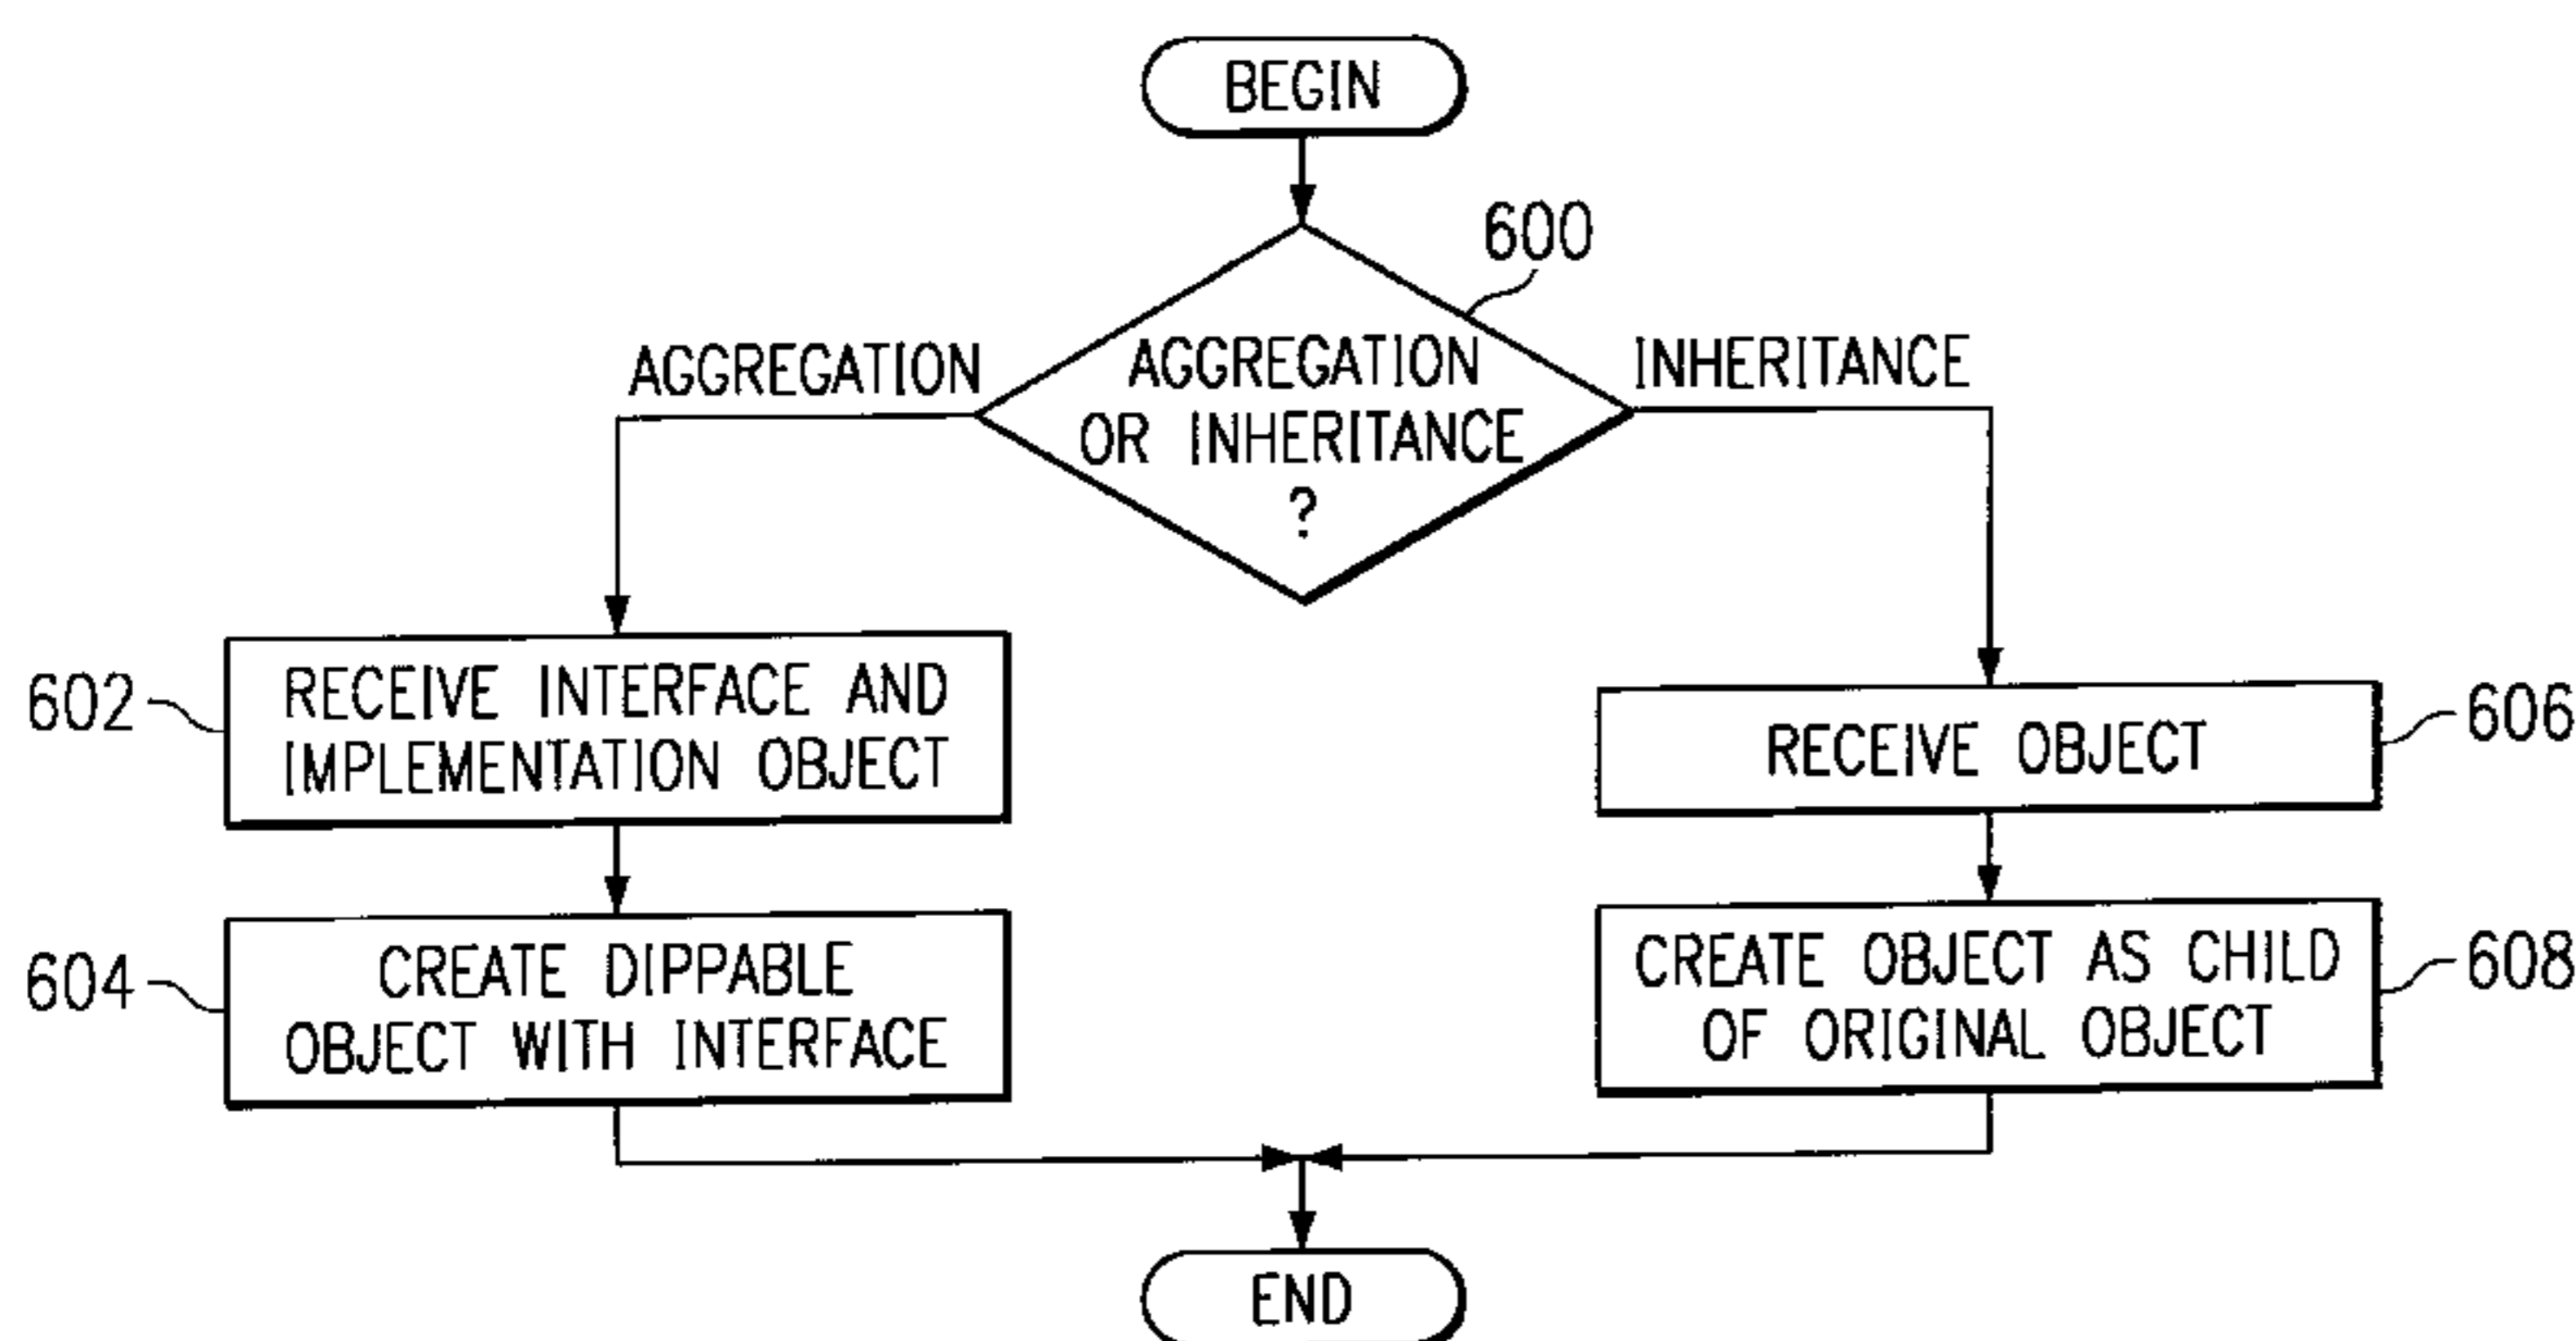 BEGIN
600
AGGREGATION
AGGREGATION
OR INHERITANCE
?
INHERITANCE
602
RECEIVE INTERFACE AND
IMPLEMENTATION OBJECT
604
CREATE DIPPABLE
OBJECT WITH INTERFACE
RECEIVE OBJECT
606
CREATE OBJECT AS CHILD
OF ORIGINAL OBJECT
608
END